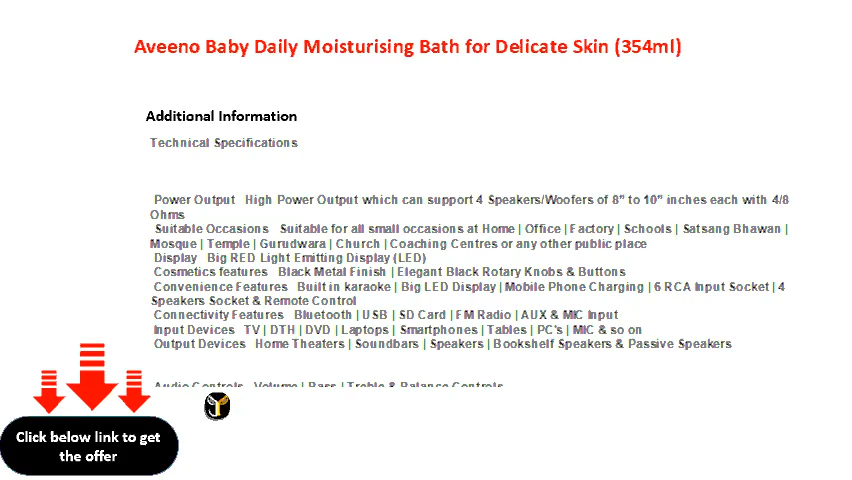 Aveeno Baby Daily Moisturising Bath for Delicate Skin (354ml)
Additional Information
Technical Specifications
Power Output   High Power Output which can support 4 Speakers/Woofers of 8” to 10” inches each with 4/8
Ohms
Suitable Occasions   Suitable for all small occasions at Home | Office | Factory | Schools | Satsang Bhawan |
Mosque | Temple | Gurudwara | Church | Coaching Centres or any other public place
Display   Big RED Light Emitting Display (LED)
Cosmetics features   Black Metal Finish | Elegant Black Rotary Knobs & Buttons
Convenience Features   Built in karaoke | Big LED Display | Mobile Phone Charging | 6 RCA Input Socket | 4
Speakers Socket & Remote Control
Connectivity Features   Bluetooth | USB | SD Card | FM Radio | AUX & MIC Input
Input Devices   TV | DTH | DVD | Laptops | Smartphones | Tables | PC's | MIC & so on
Output Devices   Home Theaters | Soundbars | Speakers | Bookshelf Speakers & Passive Speakers
Audio Controls   Volume | Bass | Treble & Balance Controls
Click below link to get
the offer